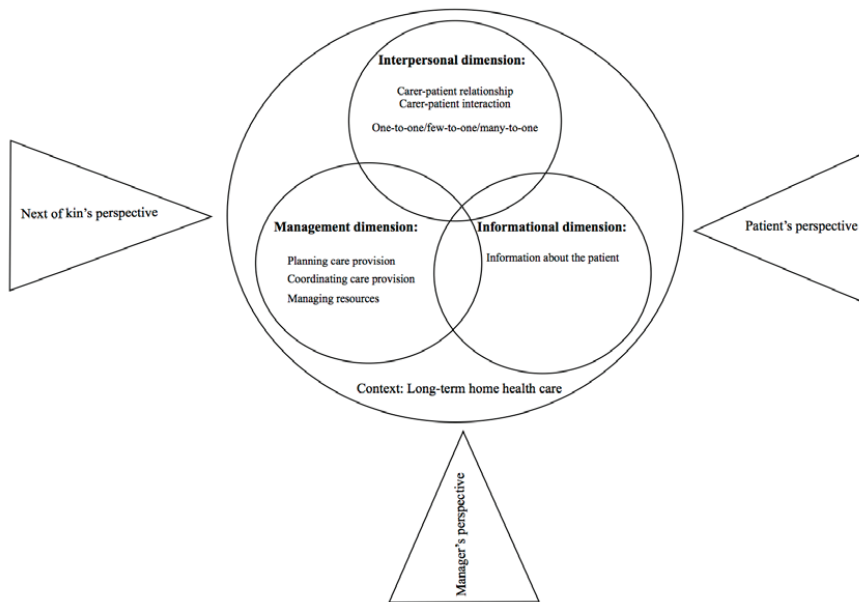 Interpersonal dimension:
Carer-patient relationship
Carer-patient interaction
One-to-one/few-to-one/many-to-one
Next of kin's perspective
Patient's perspective
Management dimension:
Planning care provision
Coordinating care provision
Managing resources
Informational dimension:
Information about the patient
Context: Long-term home health care
Manager's perspective